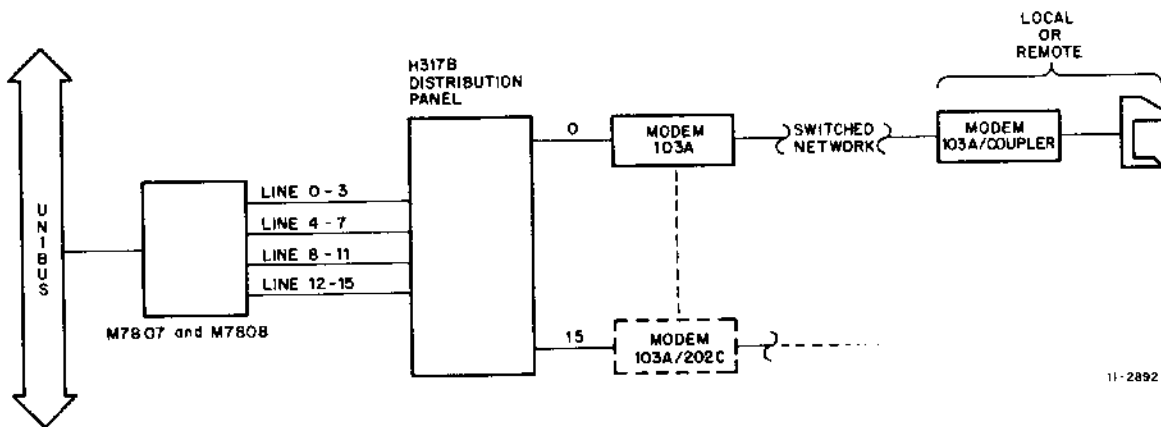 LOCAL
OR
REMOTE
H317B
DISTRIBUTION
PANEL
UNIBUS
M7807 and M7808
LINE 0-3
LINE 4-7
LINE 8-11
LINE 12-15
0
MODEM
103A
SWITCHED
NETWORK
MODEM
103A/COUPLER
15
MODEM
103A/202C
11-2892